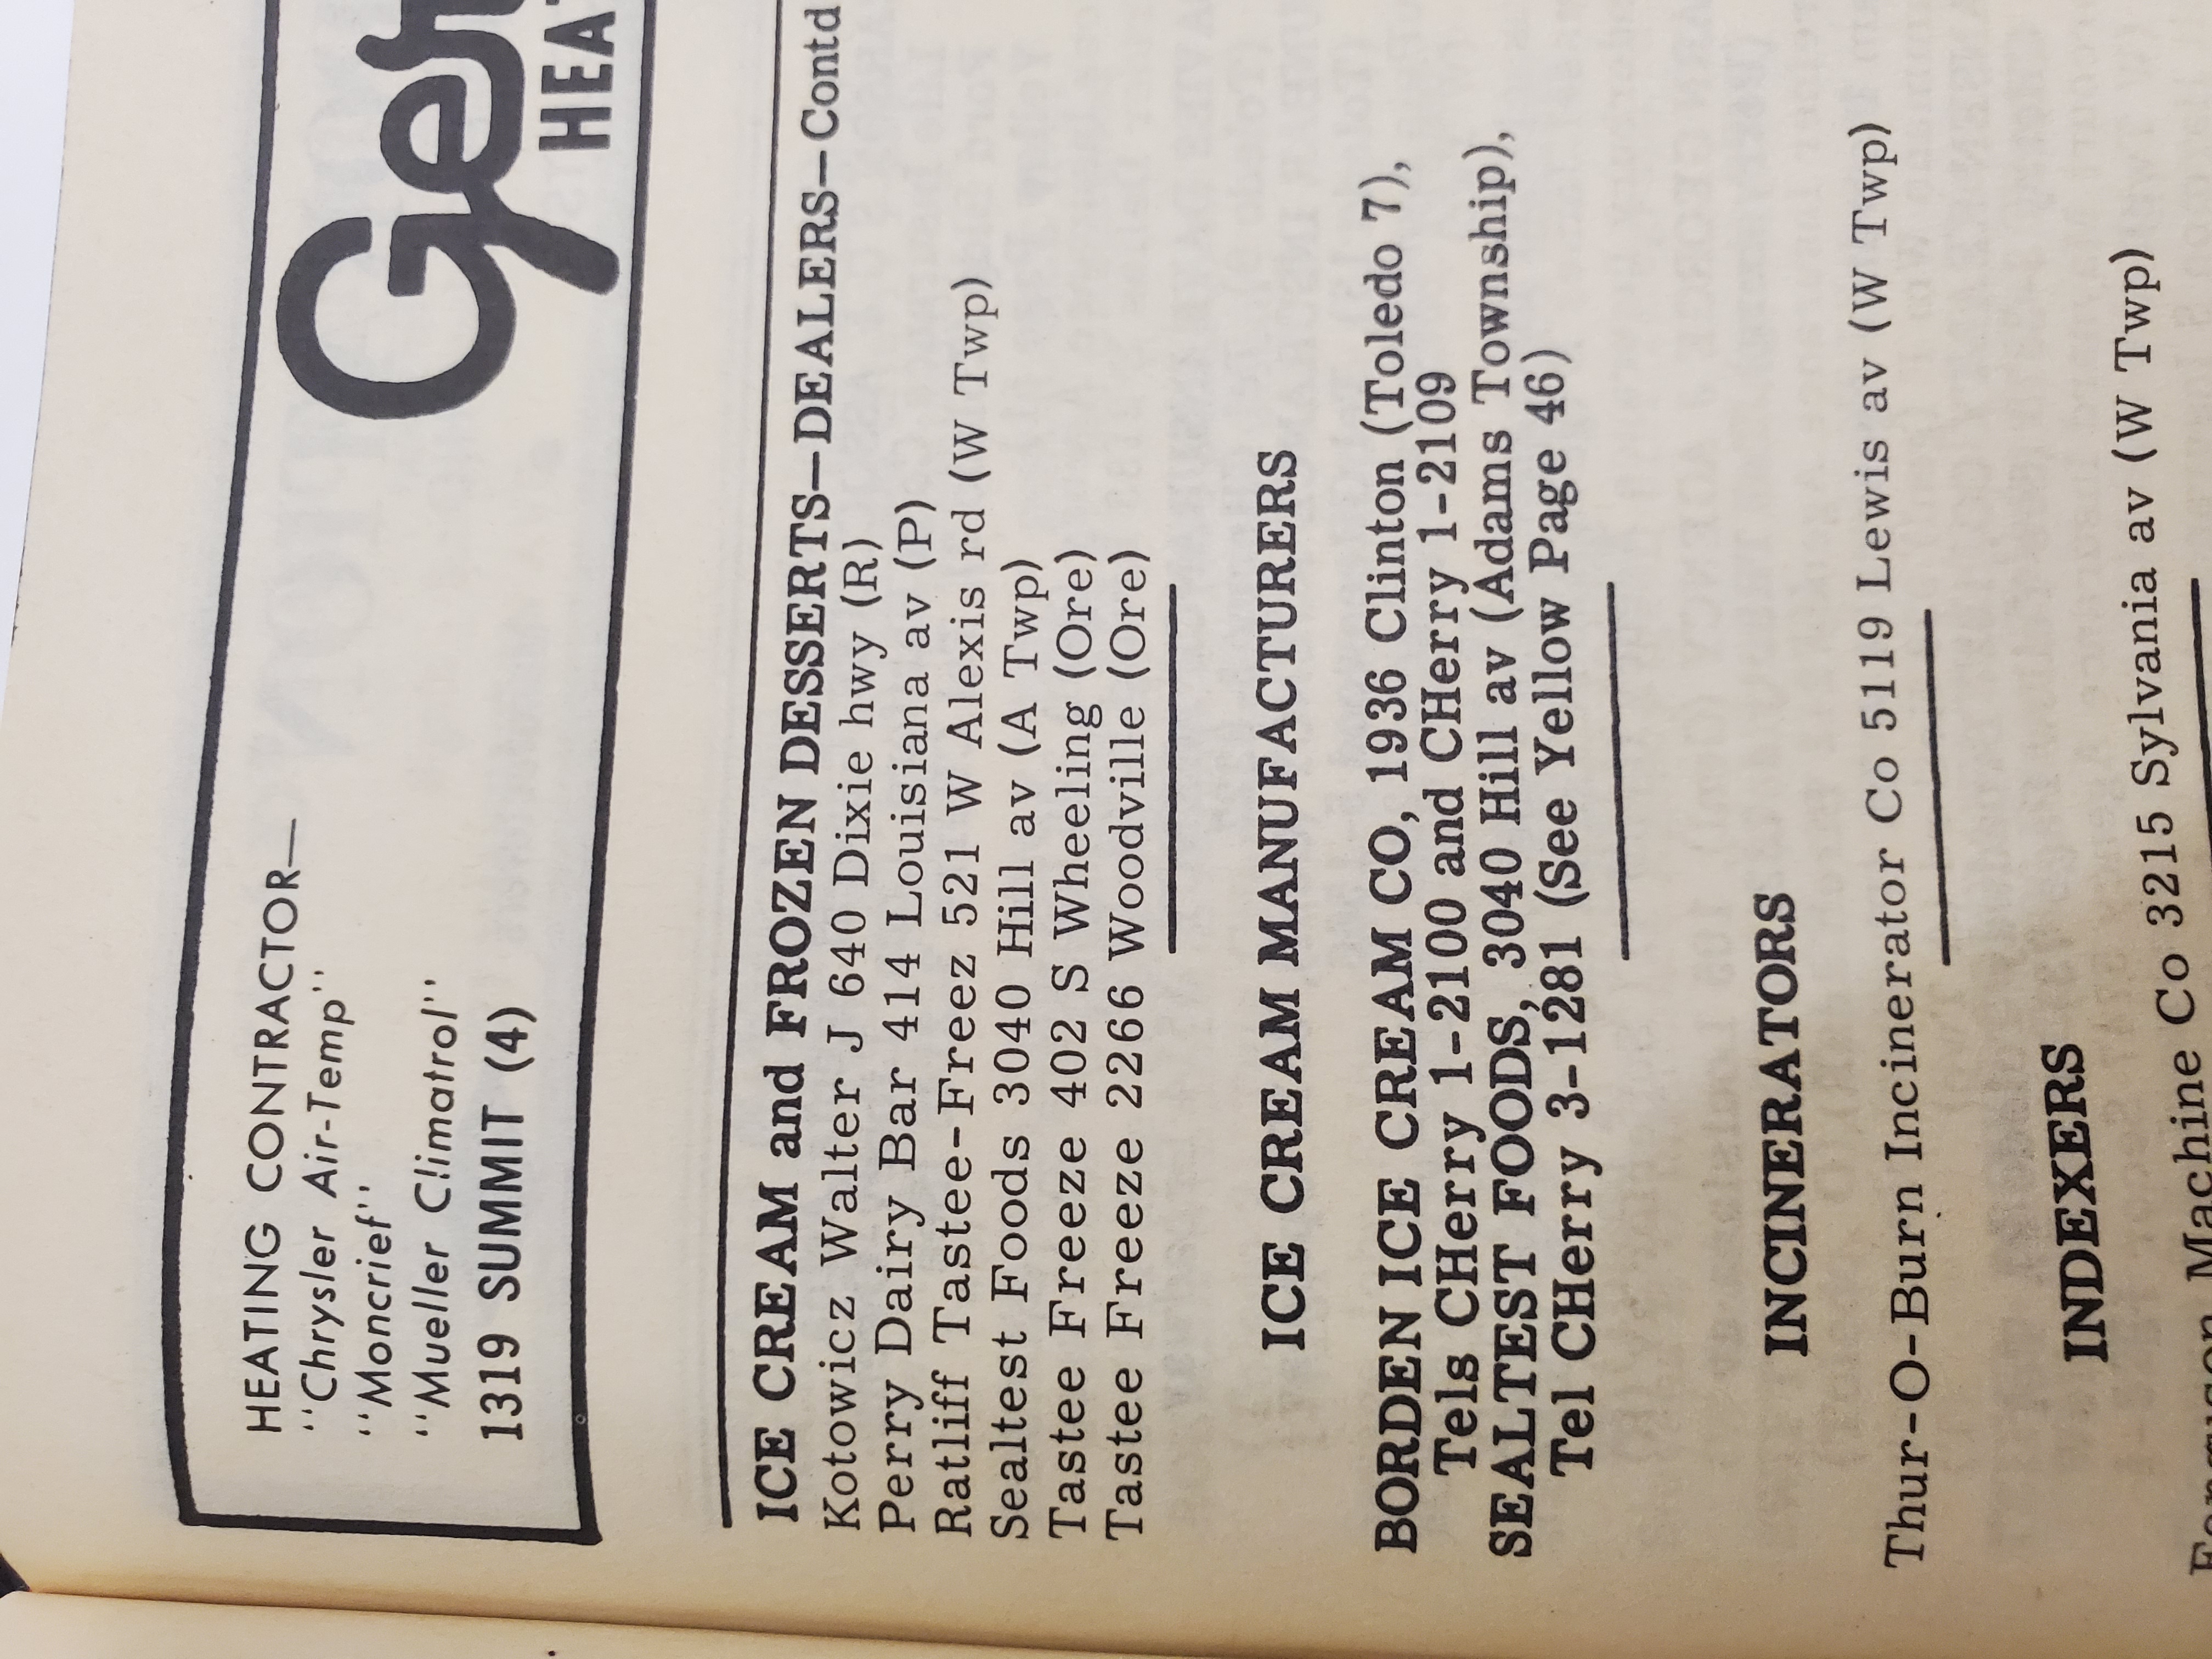 HEATING CONTRACTOR—
"Chrysler Air-Temp"
"Moncrief"
"Mueller Climatrol"
1319 SUMMIT (4)
Geh
HEA
ICE CREAM and FROZEN DESSERTS—DEALERS—Contd
Kotowicz Walter J 640 Dixie hwy (R)
Perry Dairy Bar 414 Louisiana av (P)
Ratliff Tastee-Freez 521 W Alexis rd (W Twp)
Sealtest Foods 3040 Hill av (A Twp)
Tastee Freeze 402 S Wheeling (Ore)
Tastee Freeze 2266 Woodville (Ore)
ICE CREAM MANUFACTURERS
BORDEN ICE CREAM CO, 1936 Clinton (Toledo 7),
Tels CHerry 1-2100 and CHerry 1-2109
SEALTEST FOODS, 3040 Hill av (Adams Township),
Tel CHerry 3-1281 (See Yellow Page 46)
INCINERATORS
Thur-O-Burn Incinerator Co 5119 Lewis av (W Twp)
INDEXERS
Machine Co 3215 Sylvania av (W Twp)